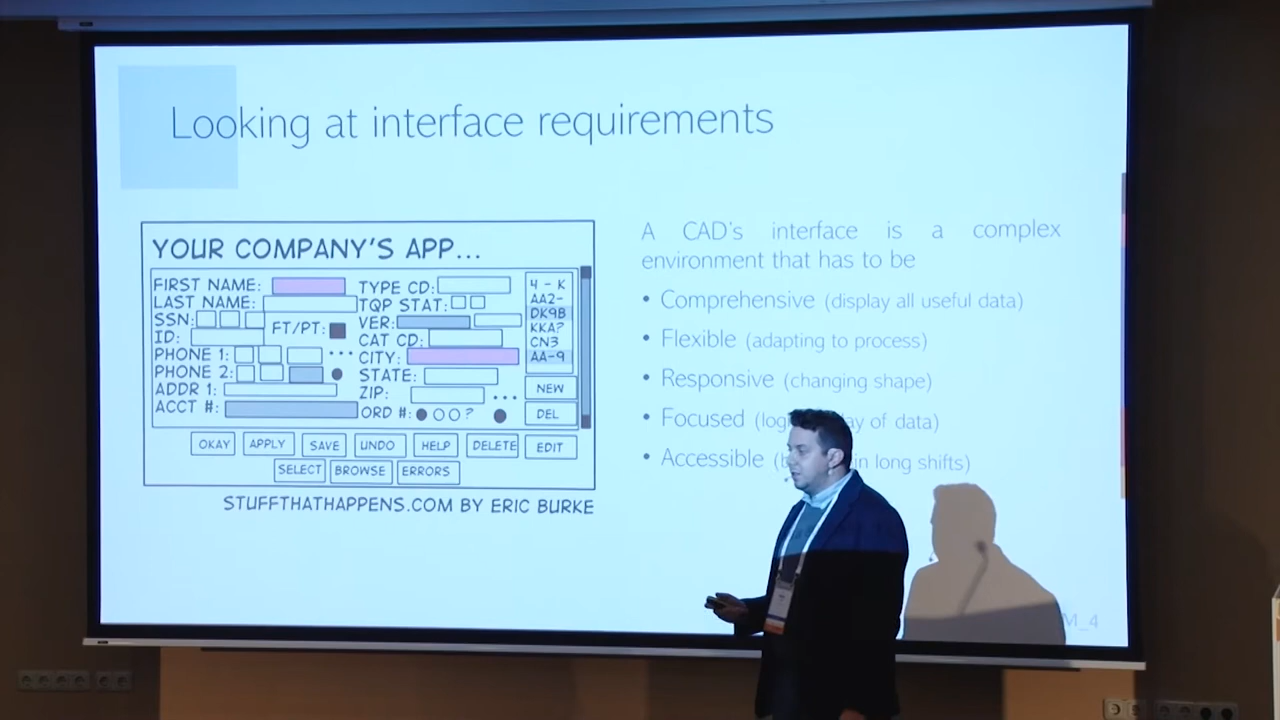 Looking at interface requirements
YOUR COMPANY'S APP...
FIRST NAME:
LAST NAME:
SSN:
FT/PT:
ID:
PHONE 1:
PHONE 2:
ADDR 1:
ACCT #:
TYPE CD:
TQP STAT:
VER:
CAT CD:
CITY:
STATE:
ZIP:
ORD #: ?
4 - K
AA2-
DK9B
KKA?
CN3
AA-9
NEW
DEL
OKAY APPLY SAVE UNDO HELP DELETE EDIT
SELECT BROWSE ERRORS
STUFFTHATHAPPENS.COM BY ERIC BURKE
A CAD's interface is a complex
environment that has to be
• Comprehensive (display all useful data)
• Flexible (adapting to process)
• Responsive (changing shape)
• Focused of data)
• Accessible in long shifts)
M_4